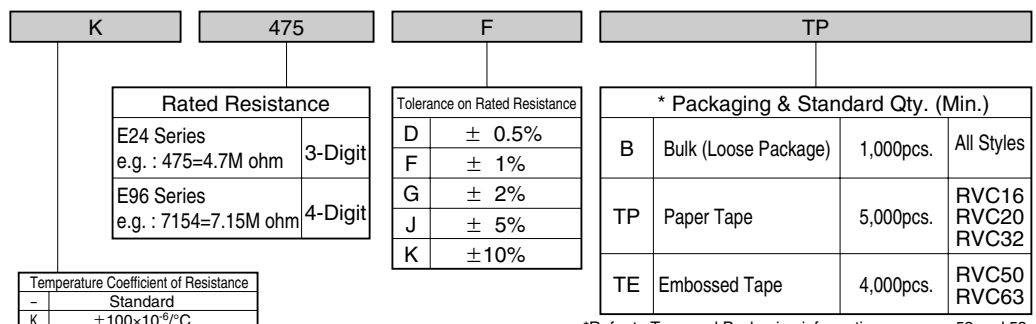 K 475 F TP
Rated Resistance
E24 Series
e.g. : 475=4.7M ohm
3-Digit
E96 Series
e.g. : 7154=7.15M ohm
4-Digit
Tolerance on Rated Resistance
D ± 0.5%
F ± 1%
G ± 2%
J ± 5%
K ±10%
* Packaging & Standard Qty. (Min.)
B Bulk (Loose Package) 1,000pcs. All Styles
TP Paper Tape 5,000pcs. RVC16
RVC20
RVC32
TE Embossed Tape 4,000pcs. RVC50
RVC63
Temperature Coefficient of Resistance
– Standard
K ±100×10⁻⁶/°C